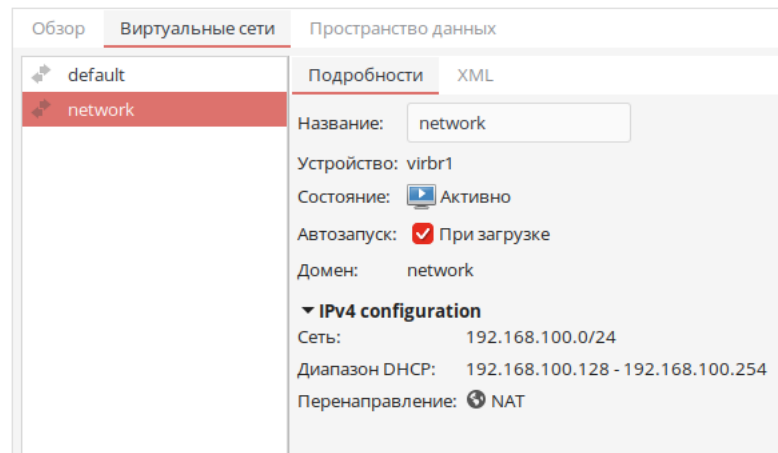 Обзор Виртуальные сети Пространство данных
default
network
Подробности XML
Название: network
Устройство: virbr1
Состояние: Активно
Автозапуск: При загрузке
Домен: network
IPv4 configuration
Сеть: 192.168.100.0/24
Диапазон DHCP: 192.168.100.128 - 192.168.100.254
Перенаправление: NAT